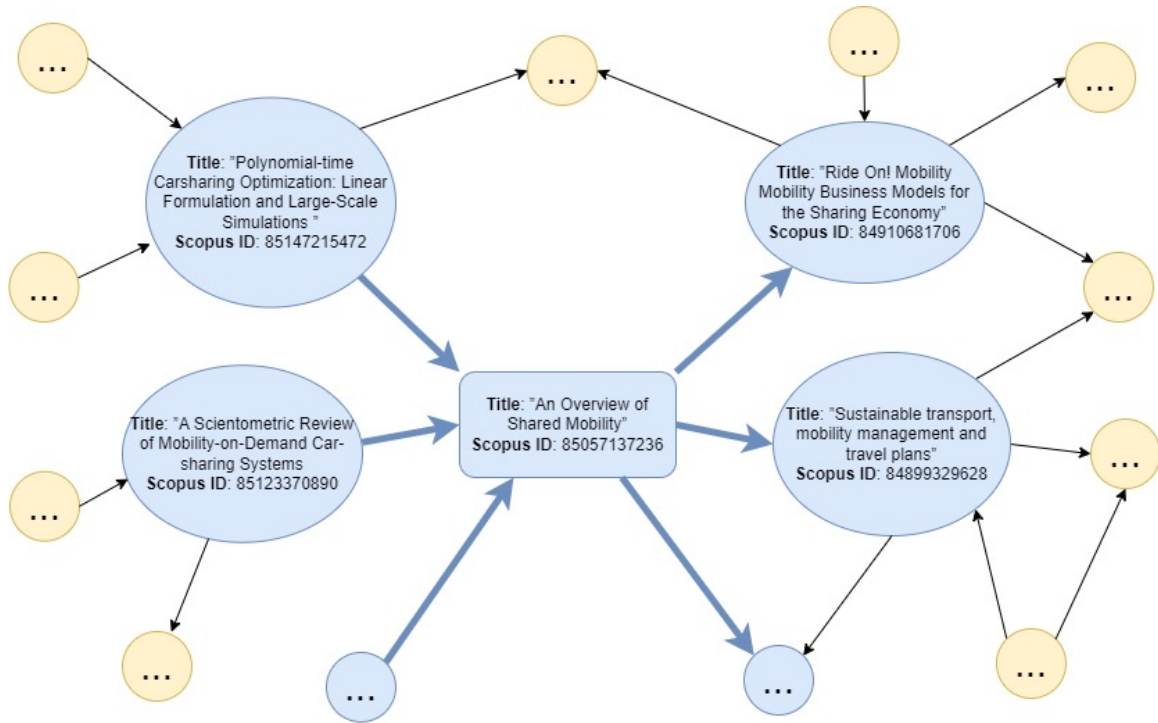 ...
...
...
...
Title: "Polynomial-time
Carsharing Optimization: Linear
Formulation and Large-Scale
Simulations "
Scopus ID: 85147215472
Title: "Ride On! Mobility
Mobility Business Models for
the Sharing Economy"
Scopus ID: 84910681706
...
...
Title: "A Scientometric Review
of Mobility-on-Demand Car-
sharing Systems
Scopus ID: 85123370890
Title: "An Overview of
Shared Mobility"
Scopus ID: 85057137236
Title: "Sustainable transport,
mobility management and
travel plans"
Scopus ID: 84899329628
...
...
...
...
...
...